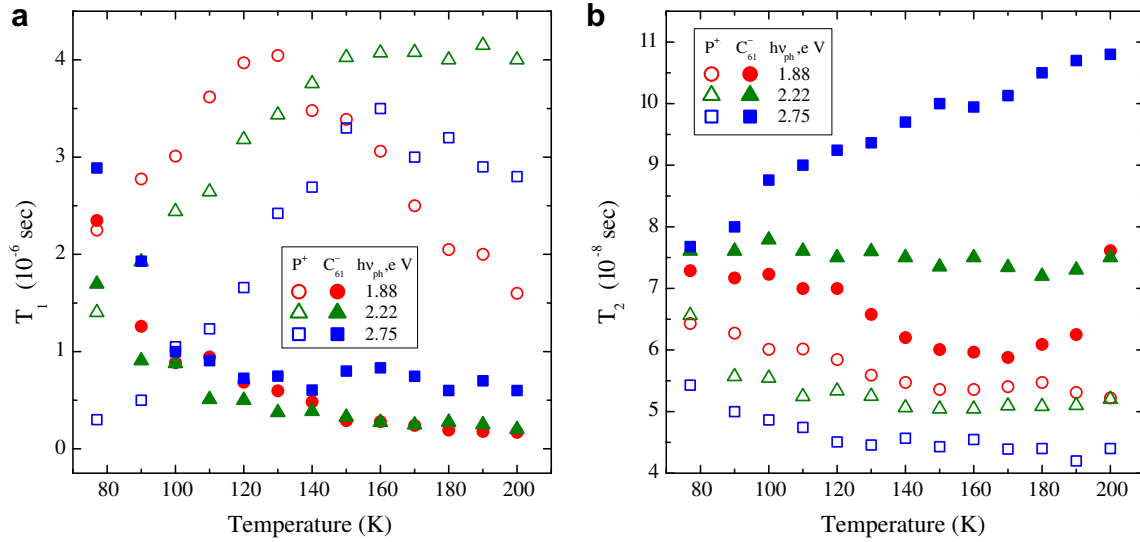 a
T₁ (10⁻⁶ sec)
4
3
2
1
0
P⁺ C₆₁⁻ hν_ph, e V
1.88
2.22
2.75
80 100 120 140 160 180 200
Temperature (K)
b
T₂ (10⁻⁸ sec)
11
10
9
8
7
6
5
4
P⁺ C₆₁⁻ hν_ph, e V
1.88
2.22
2.75
80 100 120 140 160 180 200
Temperature (K)